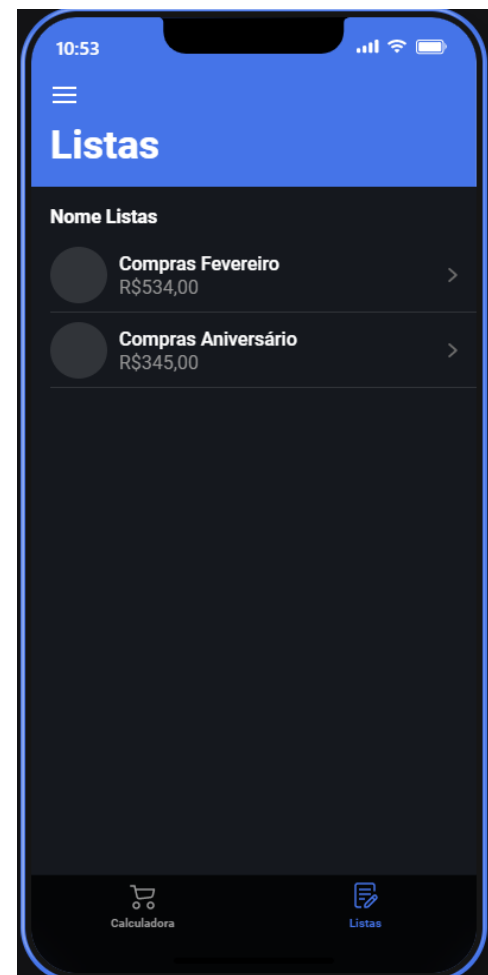 10:53
Listas
Nome Listas
Compras Fevereiro
R$534,00
Compras Aniversário
R$345,00
Calculadora
Listas